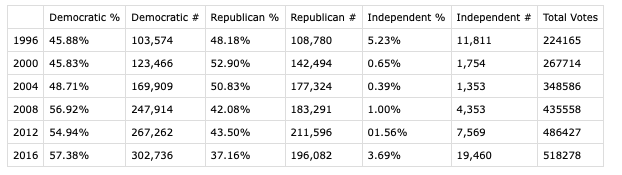 Democratic % Democratic # Republican % Republican # Independent % Independent # Total Votes
1996 45.88% 103,574 48.18% 108,780 5.23% 11,811 224165
2000 45.83% 123,466 52.90% 142,494 0.65% 1,754 267714
2004 48.71% 169,909 50.83% 177,324 0.39% 1,353 348586
2008 56.92% 247,914 42.08% 183,291 1.00% 4,353 435558
2012 54.94% 267,262 43.50% 211,596 01.56% 7,569 486427
2016 57.38% 302,736 37.16% 196,082 3.69% 19,460 518278